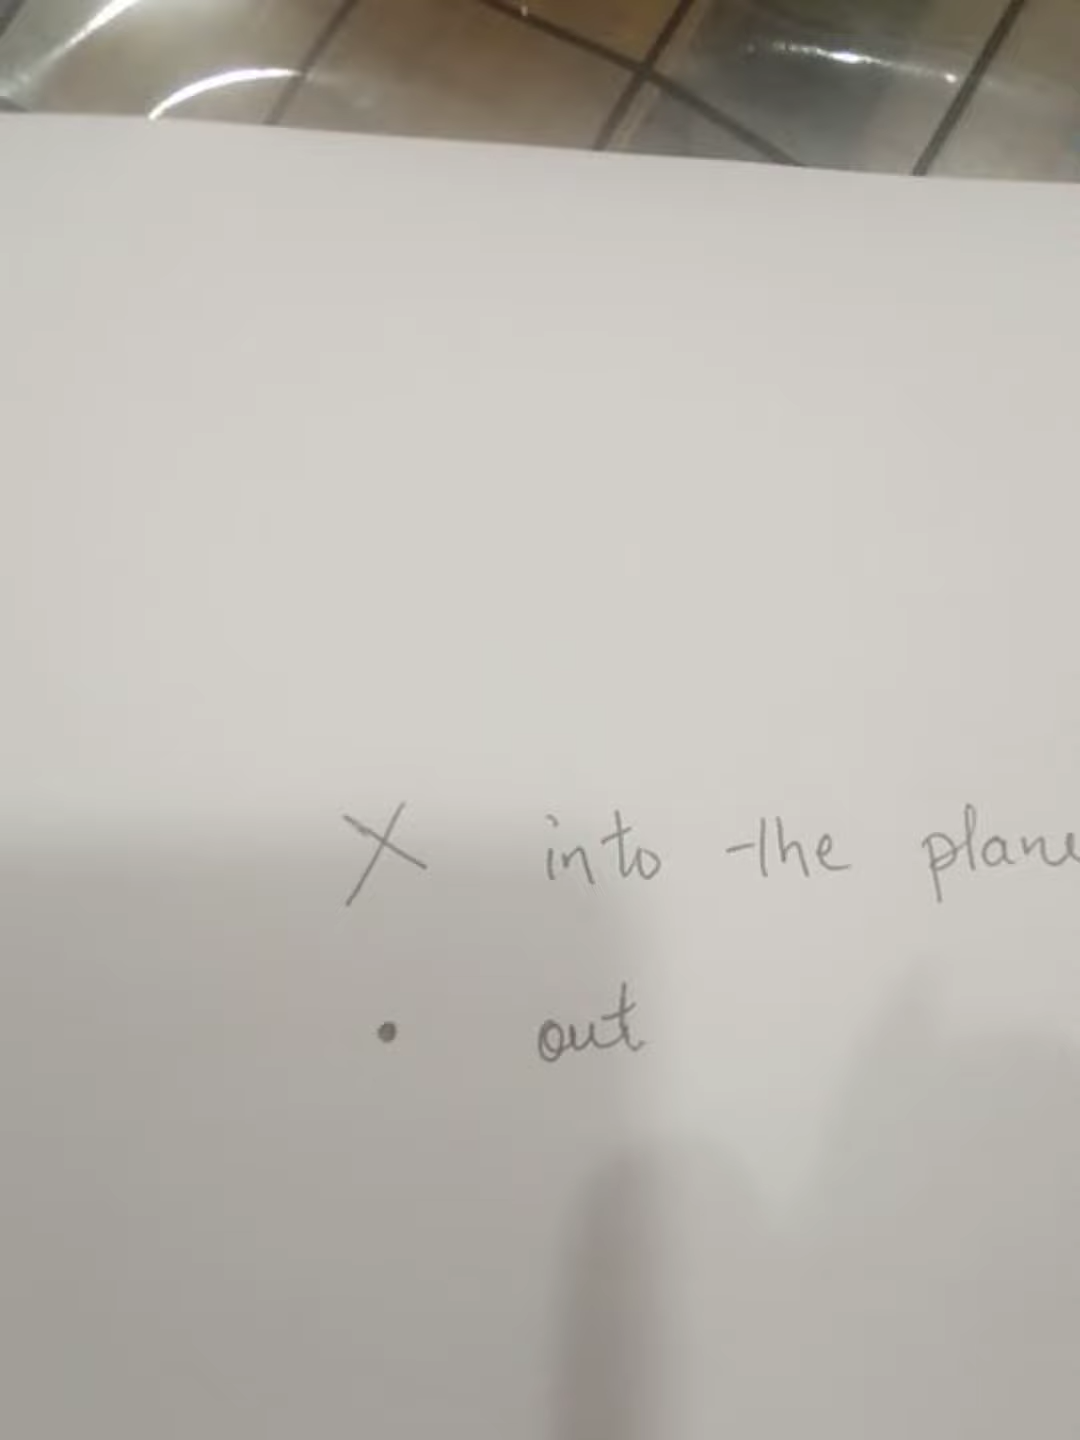 X into the plane
• out